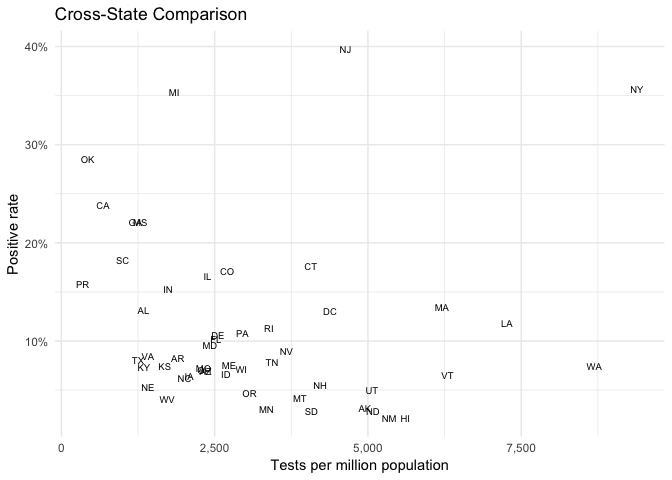 Cross-State Comparison
40%
NJ
NY
MI
30%
OK
CA
MS
20%
SC
CT
CO
IL
PR
IN
MA
AL
DC
LA
RI
10%
PA
DE
MD
NV
VA
AR
TX
NV
KY
KS
ME
WI
WA
ID
IA
NC
VT
NE
NH
UT
OR
WV
MT
MN
SD
AK
ND
NM
HI
0
2,500
5,000
7,500
Positive rate
Tests per million population